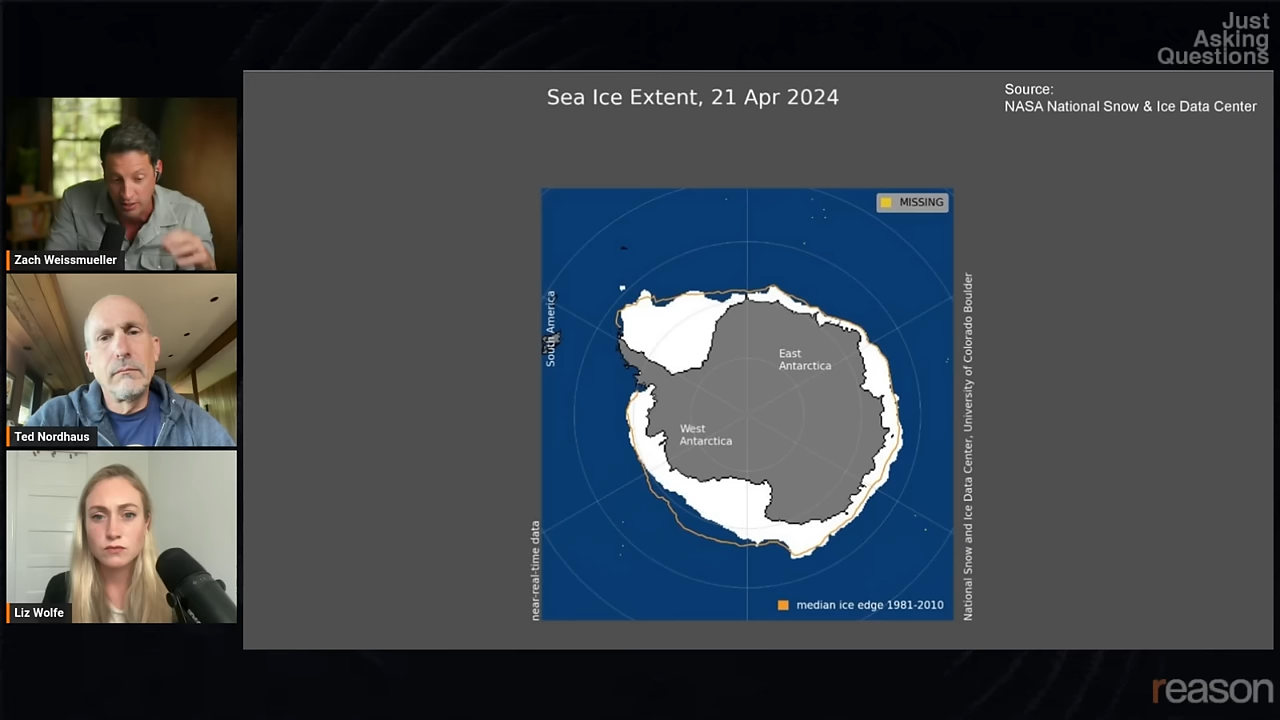 Just
Asking
Questions
Sea Ice Extent, 21 Apr 2024
Source:
NASA National Snow & Ice Data Center
MISSING
South America
East
Antarctica
West
Antarctica
near-real-time data
National Snow and Ice Data Center, University of Colorado Boulder
median ice edge 1981-2010
Zach Weissmueller
Ted Nordhaus
Liz Wolfe
reason